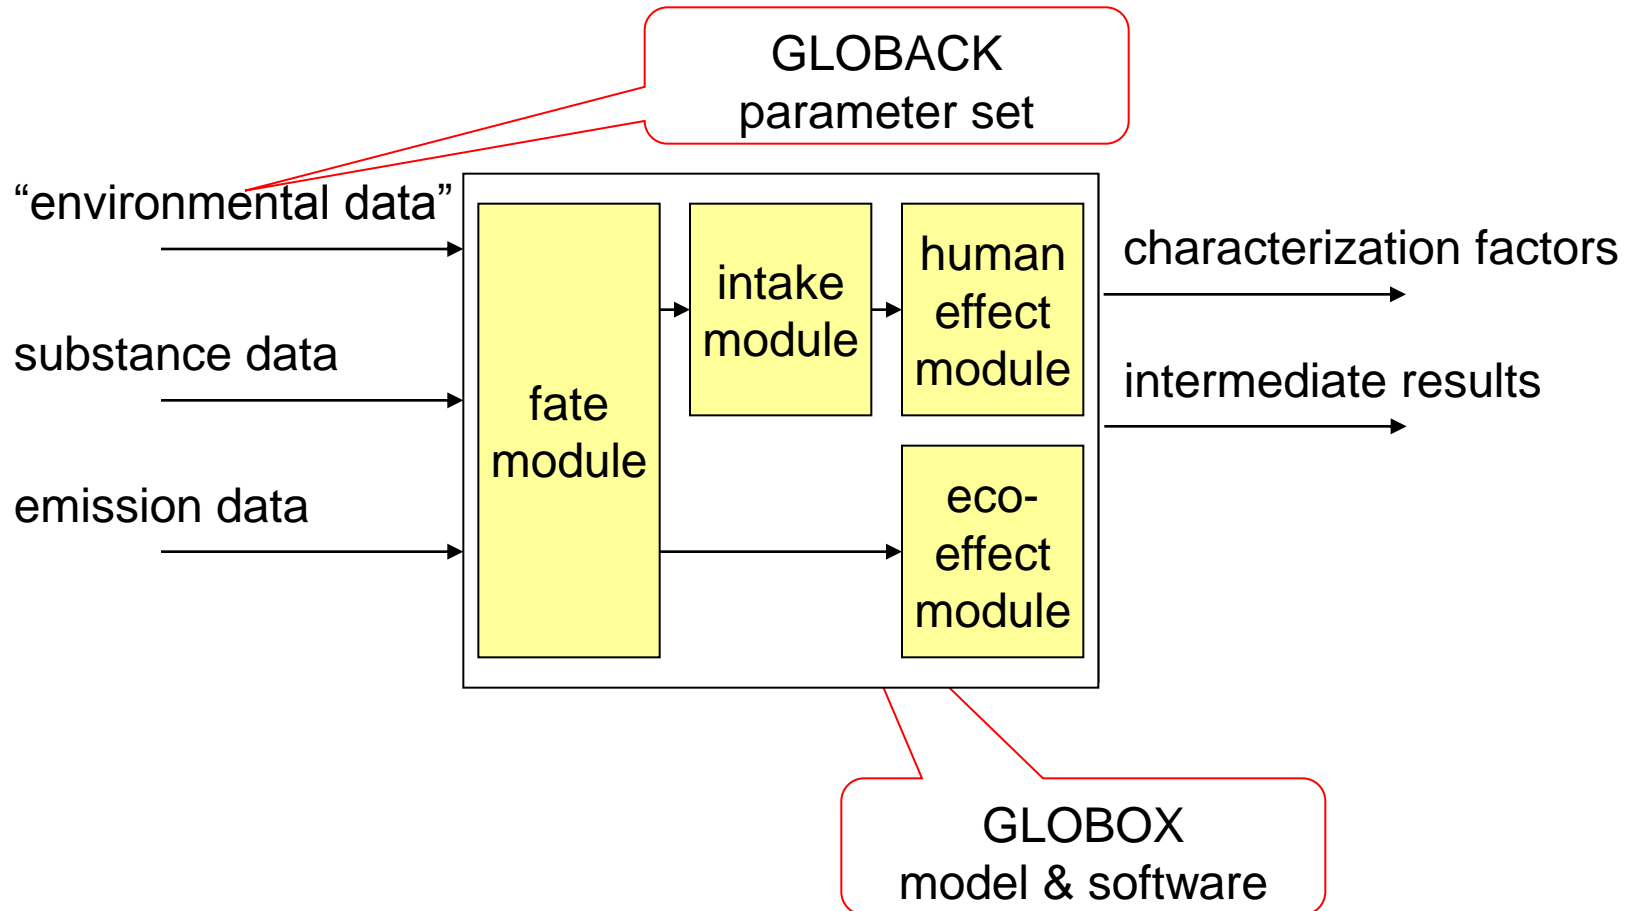 GLOBACK
parameter set
“environmental data”
substance data
emission data
fate
module
intake
module
human
effect
module
eco-
effect
module
characterization factors
intermediate results
GLOBOX
model & software